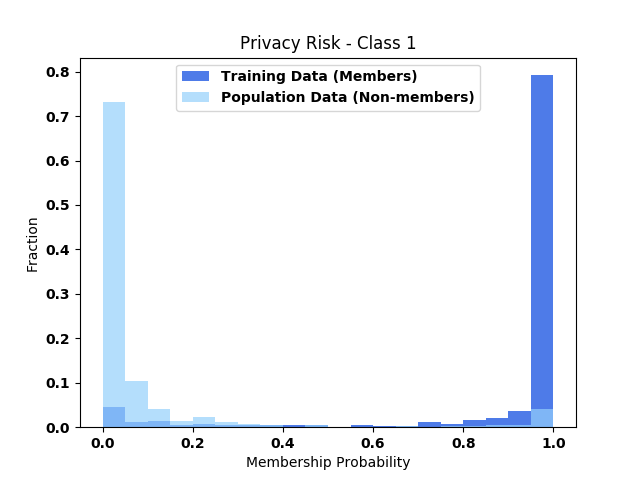 Privacy Risk - Class 1
Training Data (Members)
Population Data (Non-members)
0.8
0.7
0.6
0.5
0.4
0.3
0.2
0.1
0.0
Fraction
0.0 0.2 0.4 0.6 0.8 1.0
Membership Probability